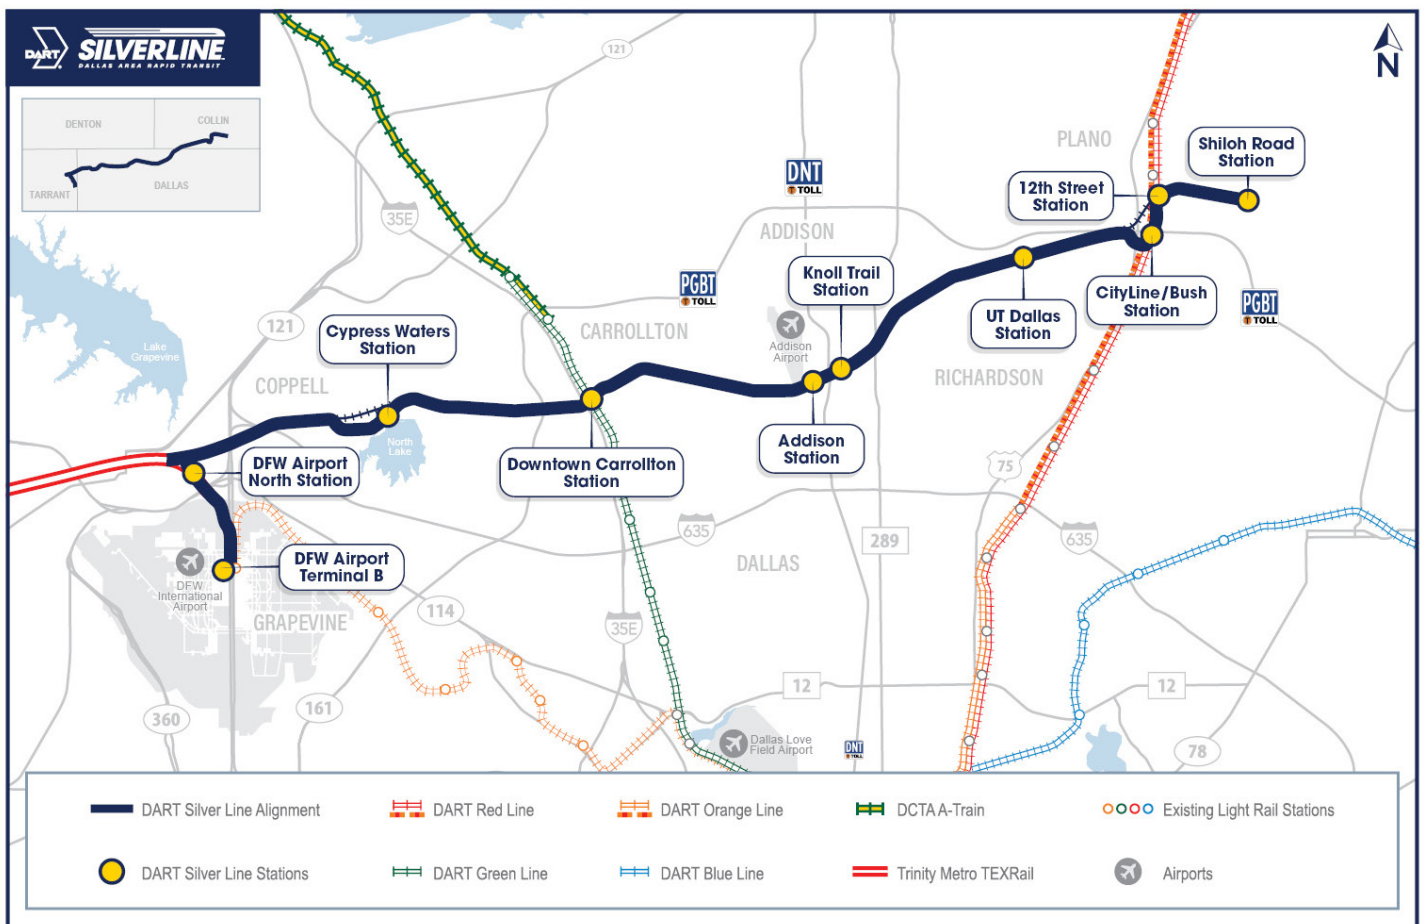 DART
SILVERLINE
DALLAS AREA RAPID TRANSIT
DENTON
COLLIN
TARRANT
DALLAS
N
121
PLANO
Shiloh Road
Station
DNT
TOLL
12th Street
Station
35E
ADDISON
Knoll Trail
Station
PGBT
TOLL
CityLine/Bush
Station
PGBT
TOLL
UT Dallas
Station
121
Cypress Waters
Station
CARROLLTON
Addison
Airport
Lake
Grapevine
COPPELL
RICHARDSON
North
Lake
Addison
Station
DFW Airport
North Station
Downtown Carrollton
Station
75
635
289
635
DALLAS
DFW Airport
Terminal B
DFW
International
Airport
GRAPEVINE
114
35E
12
12
360
161
Dallas Love
Field Airport
DNT
TOLL
78
DART Silver Line Alignment
DART Red Line
DART Orange Line
DCTA A-Train
Existing Light Rail Stations
DART Silver Line Stations
DART Green Line
DART Blue Line
Trinity Metro TEXRail
Airports